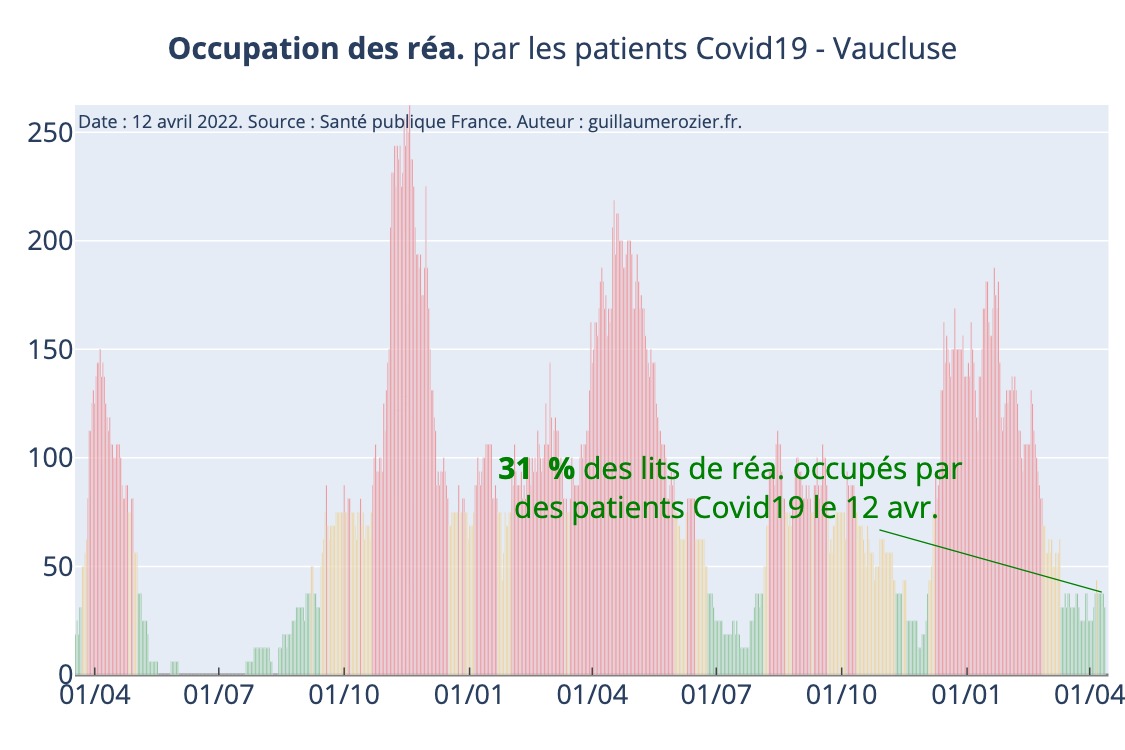 Occupation des réa. par les patients Covid19 - Vaucluse
Date : 12 avril 2022. Source : Santé publique France. Auteur : guillaumerozier.fr.
250
200
150
100
50
0
31 % des lits de réa. occupés par
des patients Covid19 le 12 avr.
01/04 01/07 01/10 01/01 01/04 01/07 01/10 01/01 01/04